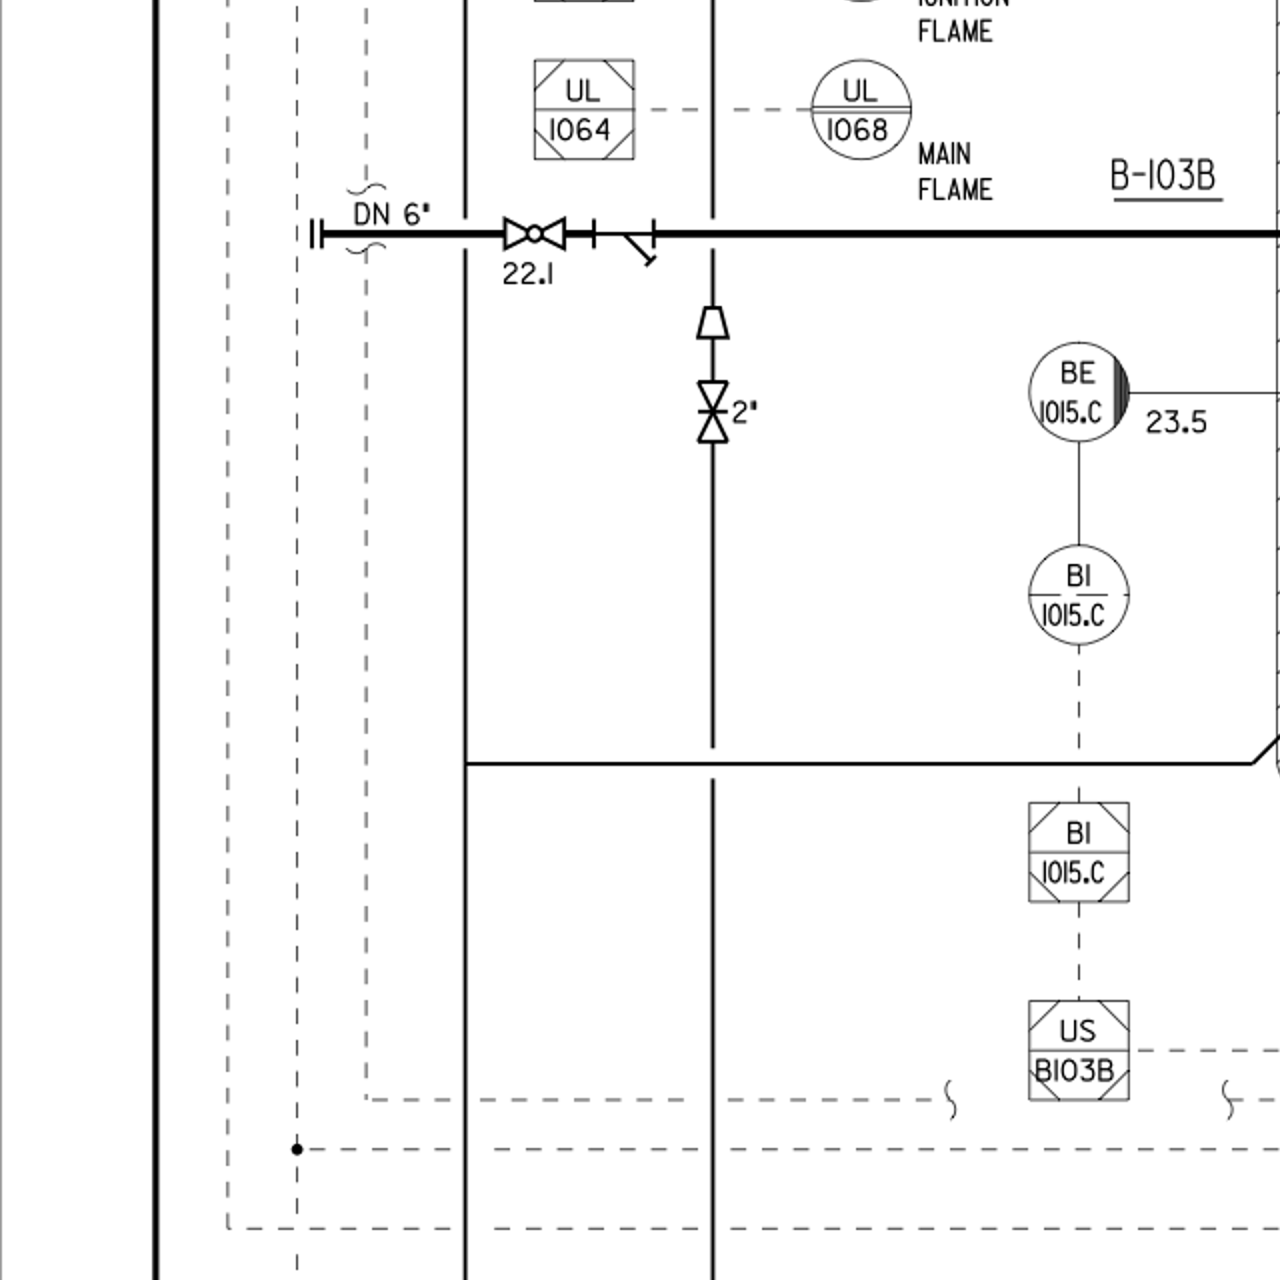 IGNITION
FLAME
UL
1064
UL
1068
MAIN
FLAME
B-103B
DN 6"
22.1
2"
BE
1015.C
23.5
BI
1015.C
BI
1015.C
US
B103B